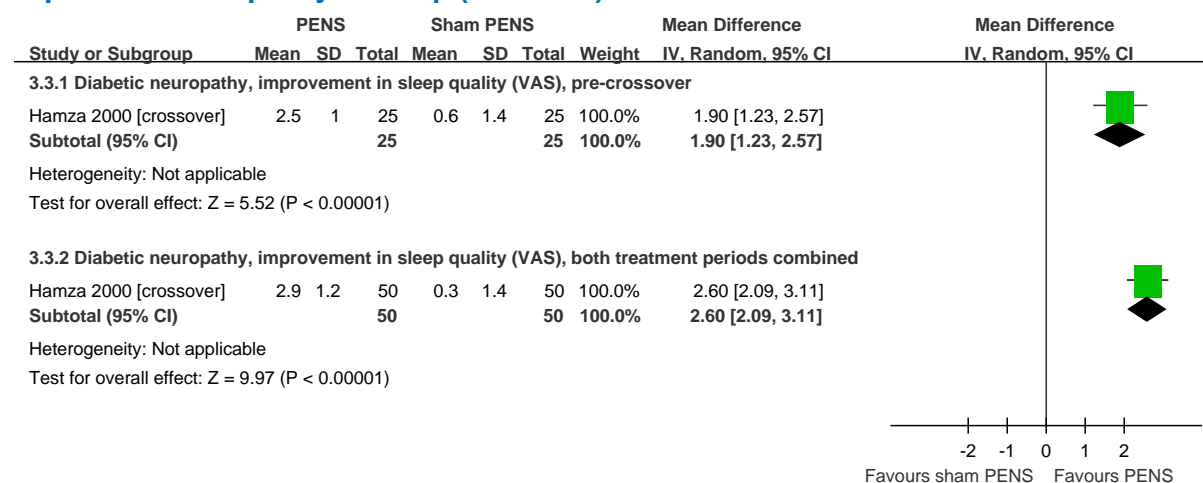 PENS Sham PENS Mean Difference Mean Difference
Study or Subgroup Mean SD Total Mean SD Total Weight IV, Random, 95% CI IV, Random, 95% CI
3.3.1 Diabetic neuropathy, improvement in sleep quality (VAS), pre-crossover
Hamza 2000 [crossover] 2.5 1 25 0.6 1.4 25 100.0% 1.90 [1.23, 2.57]
Subtotal (95% CI) 25 25 100.0% 1.90 [1.23, 2.57]
Heterogeneity: Not applicable
Test for overall effect: Z = 5.52 (P < 0.00001)
3.3.2 Diabetic neuropathy, improvement in sleep quality (VAS), both treatment periods combined
Hamza 2000 [crossover] 2.9 1.2 50 0.3 1.4 50 100.0% 2.60 [2.09, 3.11]
Subtotal (95% CI) 50 50 100.0% 2.60 [2.09, 3.11]
Heterogeneity: Not applicable
Test for overall effect: Z = 9.97 (P < 0.00001)
-2 -1 0 1 2
Favours sham PENS Favours PENS